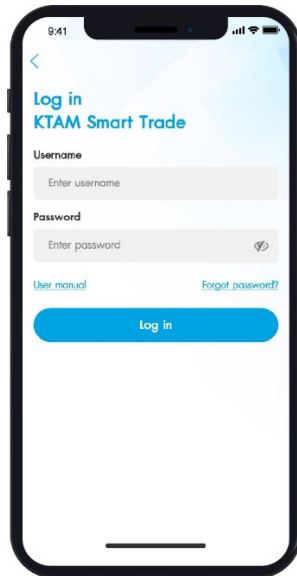 9:41
Log in
KTAM Smart Trade
Username
Enter username
Password
Enter password
User manual Forgot password?
Log in